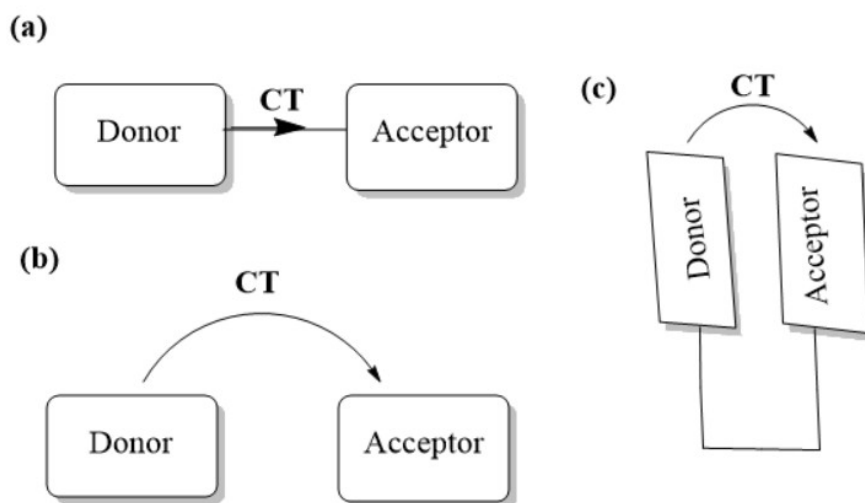 (a)
Donor
CT
Acceptor
(b)
CT
Donor
Acceptor
(c)
CT
Donor
Acceptor